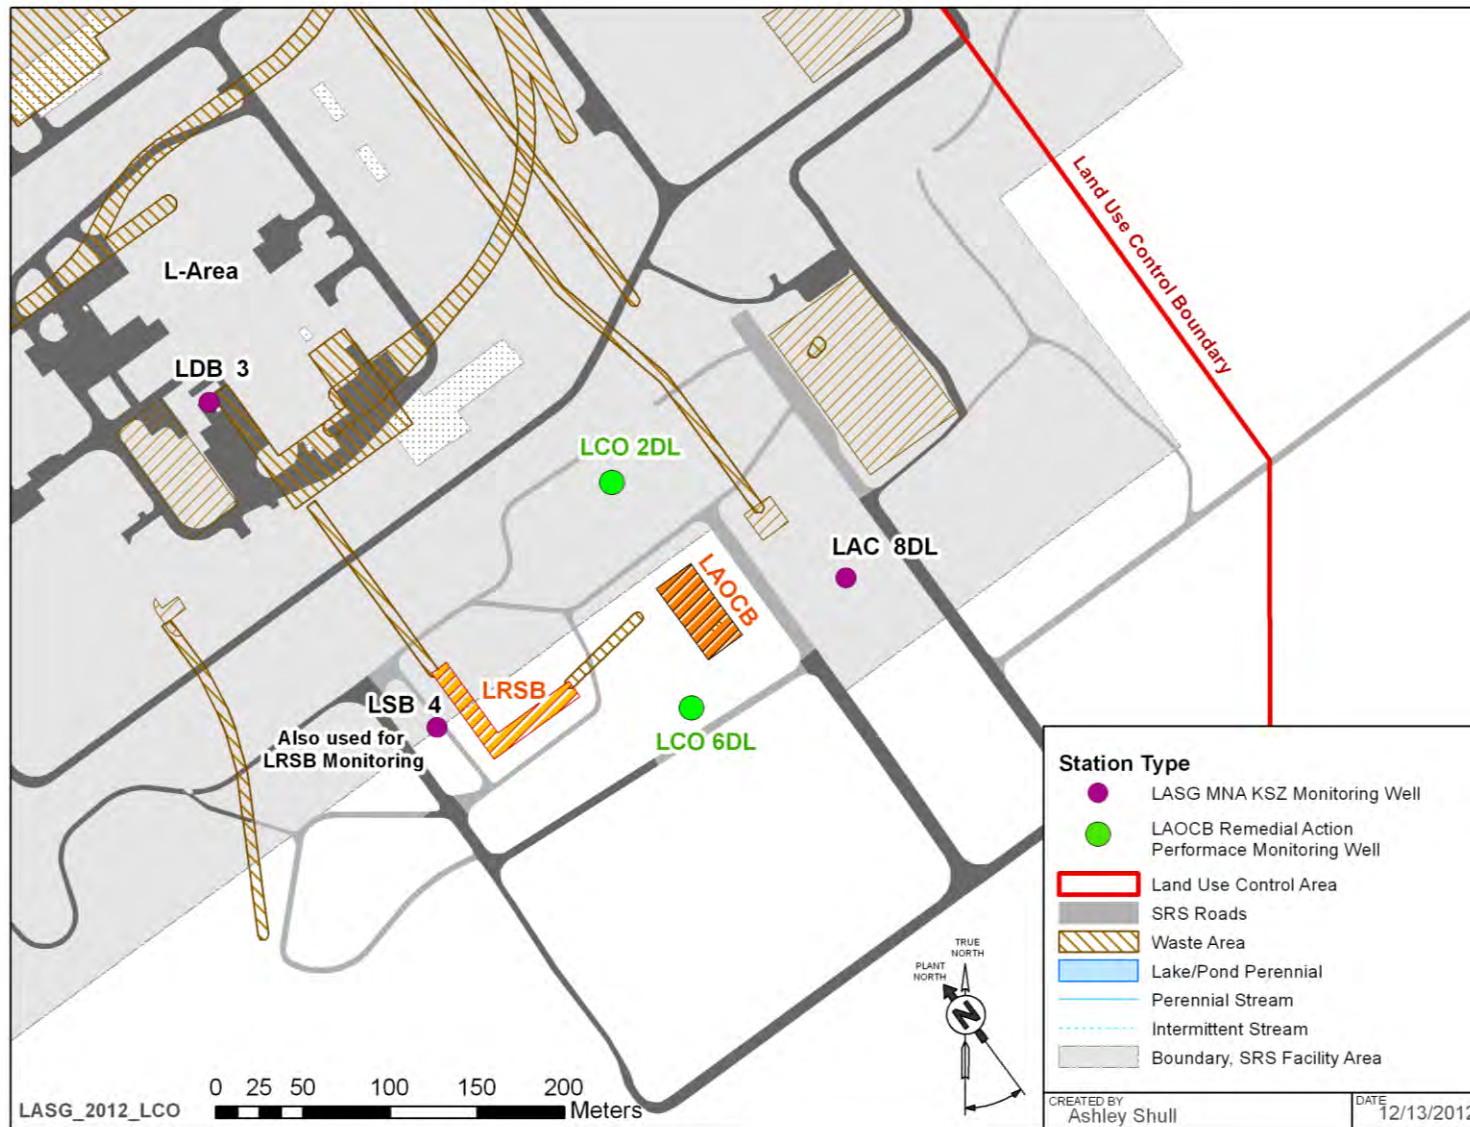 Land Use Control Boundary
L-Area
LDB 3
LCO 2DL
LAC 8DL
LAOCB
LRSB
LSB 4
Also used for
LRSB Monitoring
LCO 6DL
Station Type
LASG MNA KSZ Monitoring Well
LAOCB Remedial Action
Performace Monitoring Well
Land Use Control Area
SRS Roads
Waste Area
Lake/Pond Perennial
Perennial Stream
Intermittent Stream
Boundary, SRS Facility Area
TRUE
NORTH
PLANT
NORTH
N
0 25 50 100 150 200
Meters
LASG_2012_LCO
CREATED BY
Ashley Shull
DATE
12/13/2012